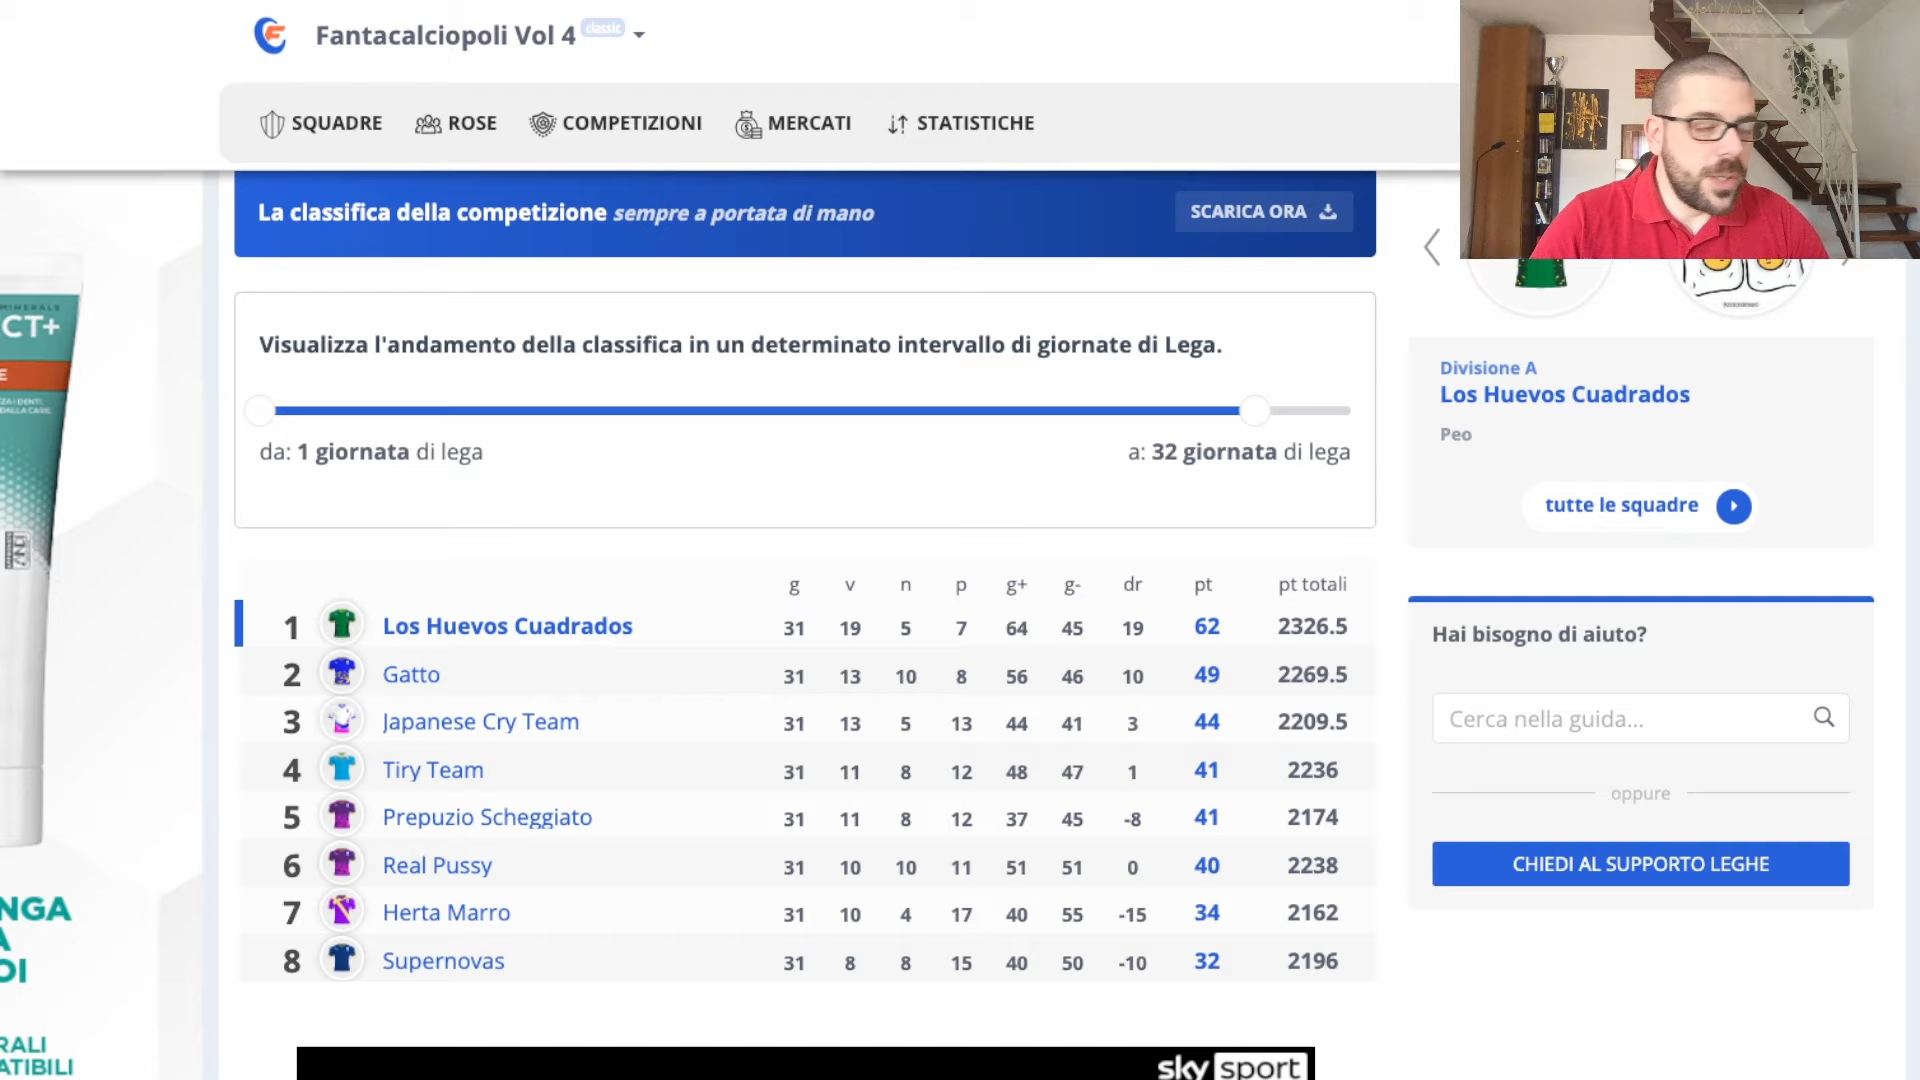 Fantacalciopoli Vol 4 classic
SQUADRE ROSE COMPETIZIONI MERCATI STATISTICHE
La classifica della competizione sempre a portata di mano SCARICA ORA
Visualizza l'andamento della classifica in un determinato intervallo di giornate di Lega.
da: 1 giornata di lega a: 32 giornata di lega
g v n p g+ g- dr pt pt totali
1 Los Huevos Cuadrados 31 19 5 7 64 45 19 62 2326.5
2 Gatto 31 13 10 8 56 46 10 49 2269.5
3 Japanese Cry Team 31 13 5 13 44 41 3 44 2209.5
4 Tiry Team 31 11 8 12 48 47 1 41 2236
5 Prepuzio Scheggiato 31 11 8 12 37 45 -8 41 2174
6 Real Pussy 31 10 10 11 51 51 0 40 2238
7 Herta Marro 31 10 4 17 40 55 -15 34 2162
8 Supernovas 31 8 8 15 40 50 -10 32 2196
sky sport
Divisione A
Los Huevos Cuadrados
Peo
tutte le squadre
Hai bisogno di aiuto?
Cerca nella guida...
oppure
CHIEDI AL SUPPORTO LEGHE
MINERALS
CT+
E
NGA
A
OI
RALI
ATIBILI